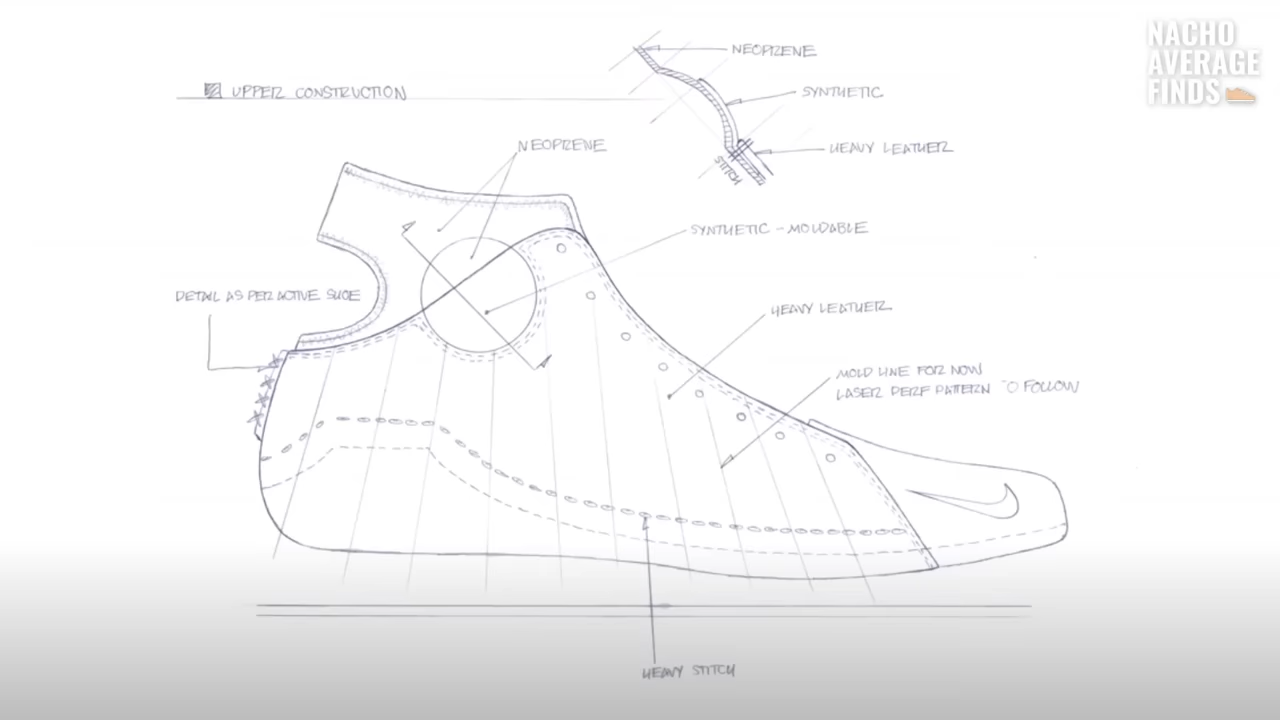 NACHO
AVERAGE
FINDS
UPPER CONSTRUCTION
NEOPRENE
SYNTHETIC
HEAVY LEATHER
STITCH
NEOPRENE
SYNTHETIC - MOLDABLE
DETAIL AS PER ACTIVE SHOE
HEAVY LEATHER
MOLD LINE FOR NOW
LASER PERF PATTERN TO FOLLOW
HEAVY STITCH